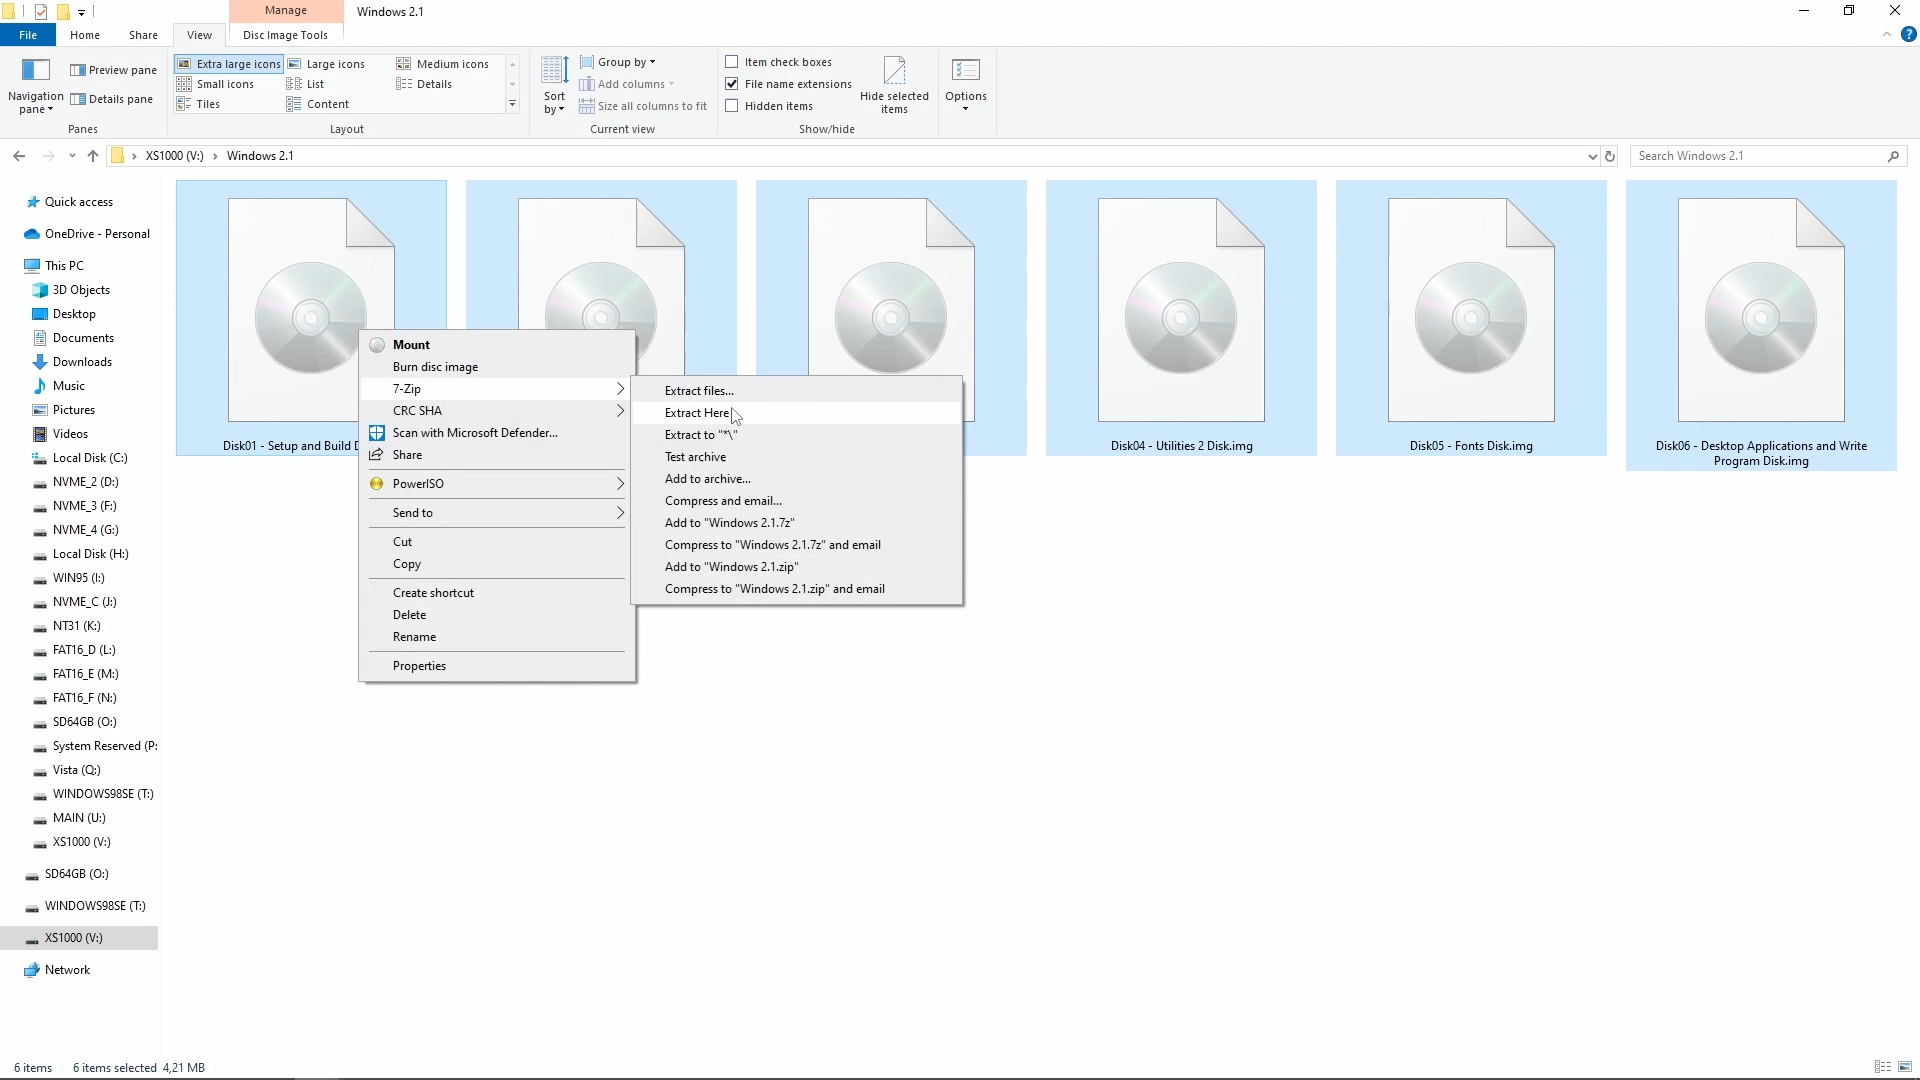 Manage
Windows 2.1
File
Home
Share
View
Disc Image Tools
Navigation pane
Preview pane
Details pane
Panes
Extra large icons
Large icons
Medium icons
Small icons
List
Details
Tiles
Content
Layout
Sort by
Group by
Add columns
Size all columns to fit
Current view
Item check boxes
File name extensions
Hidden items
Hide selected items
Show/hide
Options
XS1000 (V:)
Windows 2.1
Search Windows 2.1
Quick access
OneDrive - Personal
This PC
3D Objects
Desktop
Documents
Downloads
Music
Pictures
Videos
Local Disk (C:)
NVME_2 (D:)
NVME_3 (F:)
NVME_4 (G:)
Local Disk (H:)
WIN95 (I:)
NVME_C (J:)
NT31 (K:)
FAT16_D (L:)
FAT16_E (M:)
FAT16_F (N:)
SD64GB (O:)
System Reserved (P:
Vista (Q:)
WINDOWS98SE (T:)
MAIN (U:)
XS1000 (V:)
SD64GB (O:)
WINDOWS98SE (T:)
XS1000 (V:)
Network
Disk01 - Setup and Build D
Disk04 - Utilities 2 Disk.img
Disk05 - Fonts Disk.img
Disk06 - Desktop Applications and Write
Program Disk.img
Mount
Burn disc image
7-Zip
CRC SHA
Scan with Microsoft Defender...
Share
PowerISO
Send to
Cut
Copy
Create shortcut
Delete
Rename
Properties
Extract files...
Extract Here
Extract to "*\"
Test archive
Add to archive...
Compress and email...
Add to "Windows 2.1.7z"
Compress to "Windows 2.1.7z" and email
Add to "Windows 2.1.zip"
Compress to "Windows 2.1.zip" and email
6 items
6 items selected 4,21 MB